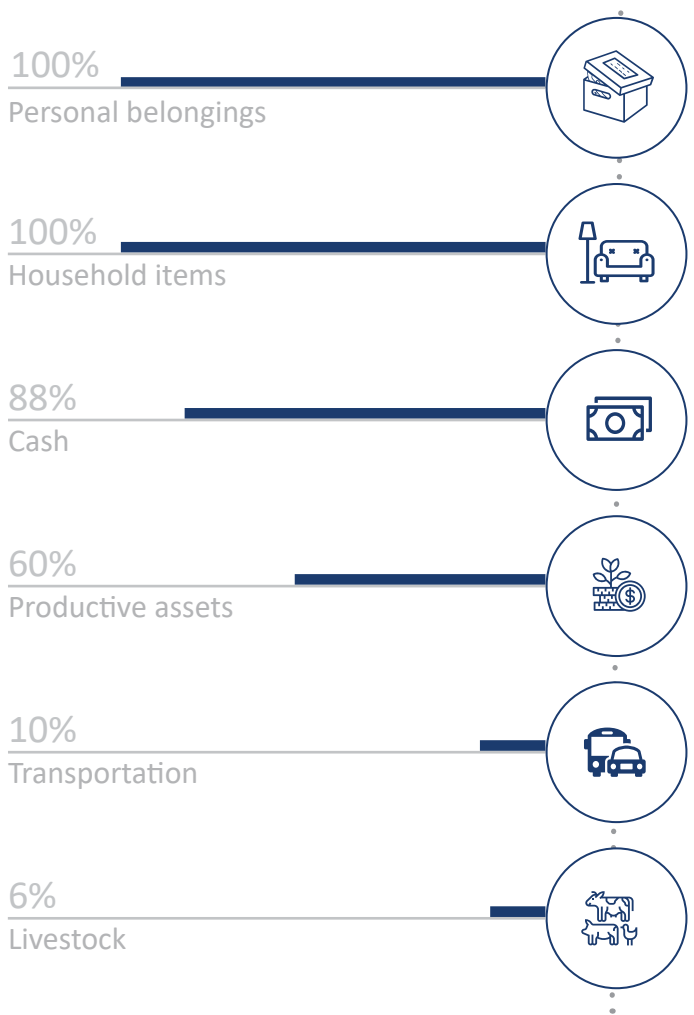 100%
Personal belongings
100%
Household items
88%
Cash
60%
Productive assets
$
10%
Transportation
6%
Livestock